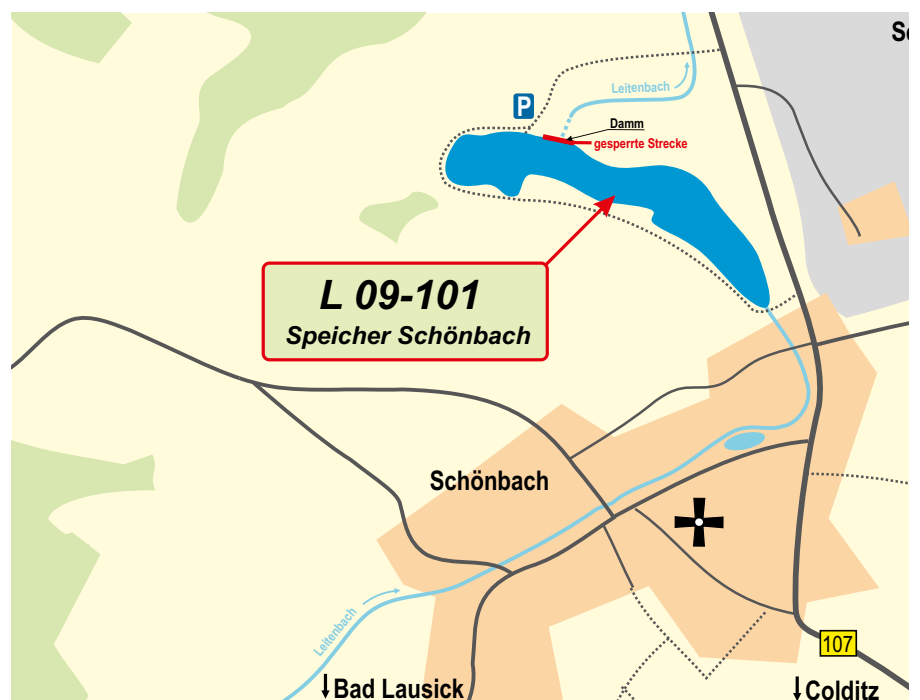 Leitenbach
P
Damm
gesperrte Strecke
L 09-101
Speicher Schönbach
Schönbach
Leitenbach
107
Bad Lausick
Colditz